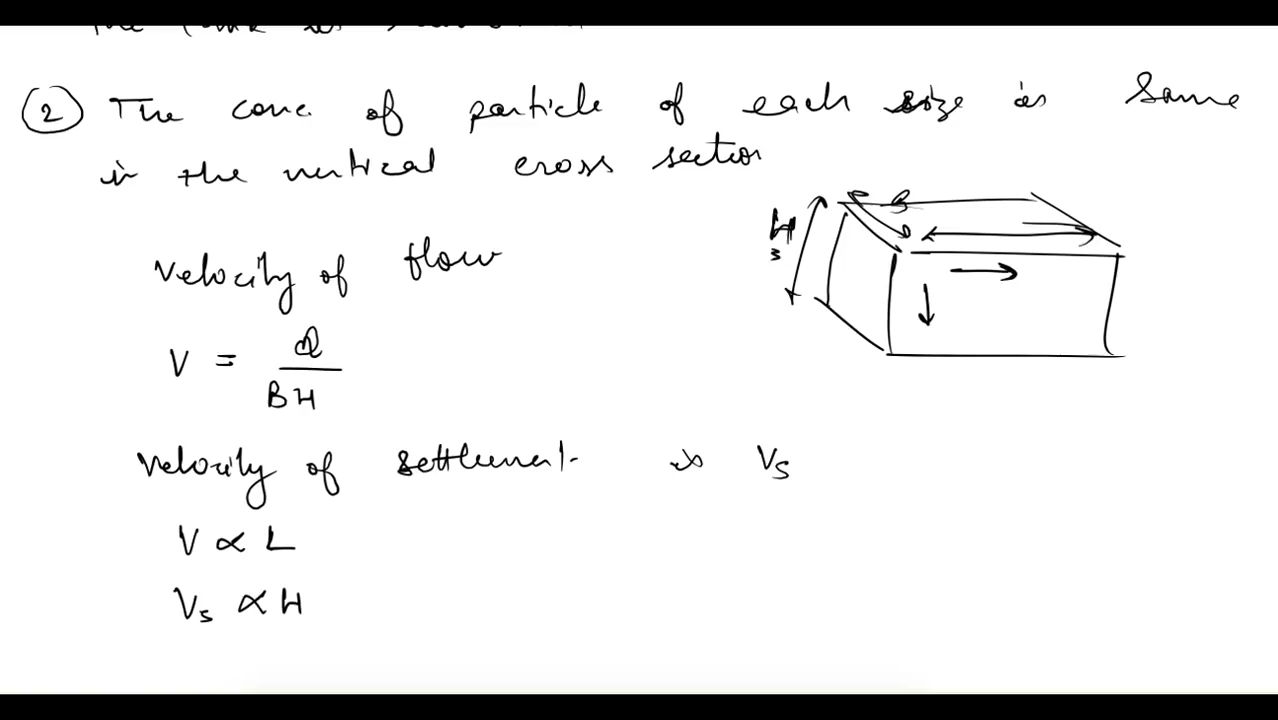 ② The conc of particle of each size is Same
in the vertical cross section
B
H
Velocity of flow
V = Q / BH
Velocity of settlement is Vs
V ∝ L
Vs ∝ H